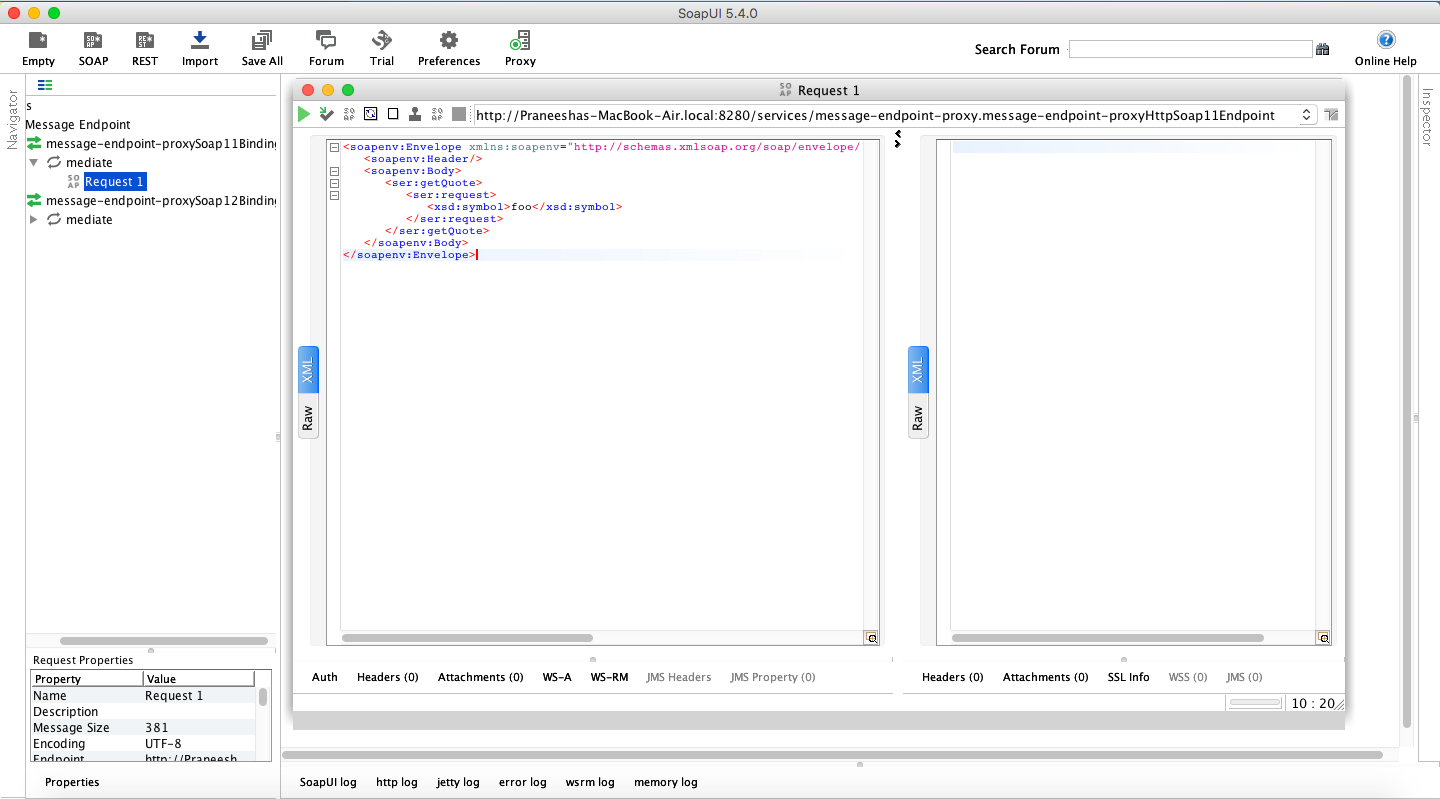 SoapUI 5.4.0
Empty SOAP REST Import Save All Forum Trial Preferences Proxy Search Forum Online Help
Navigator
s
Message Endpoint
message-endpoint-proxySoap11Binding
mediate
SO AP Request 1
message-endpoint-proxySoap12Binding
mediate
Request Properties
Property Value
Name Request 1
Description
Message Size 381
Encoding UTF-8
Endpoint http://Praneesh
Properties
SO AP Request 1
http://Praneeshas-MacBook-Air.local:8280/services/message-endpoint-proxy.message-endpoint-proxyHttpSoap11Endpoint
<soapenv:Envelope xmlns:soapenv="http://schemas.xmlsoap.org/soap/envelope/
<soapenv:Header/>
<soapenv:Body>
<ser:getQuote>
<ser:request>
<xsd:symbol>foo</xsd:symbol>
</ser:request>
</ser:getQuote>
</soapenv:Body>
</soapenv:Envelope>
XML
Raw
XML
Raw
Auth Headers (0) Attachments (0) WS-A WS-RM JMS Headers JMS Property (0)
Headers (0) Attachments (0) SSL Info WSS (0) JMS (0)
10 : 20
SoapUI log http log jetty log error log wsrm log memory log
Inspector